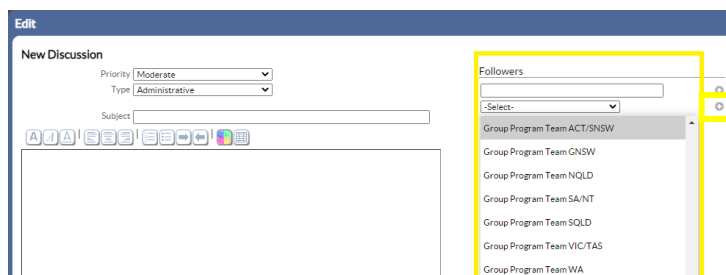 Edit
New Discussion
Priority Moderate
Type Administrative
Subject
A A A
Followers
-Select-
Group Program Team ACT/SNSW
Group Program Team GNSW
Group Program Team NQLD
Group Program Team SA/NT
Group Program Team SQLD
Group Program Team VIC/TAS
Group Program Team WA